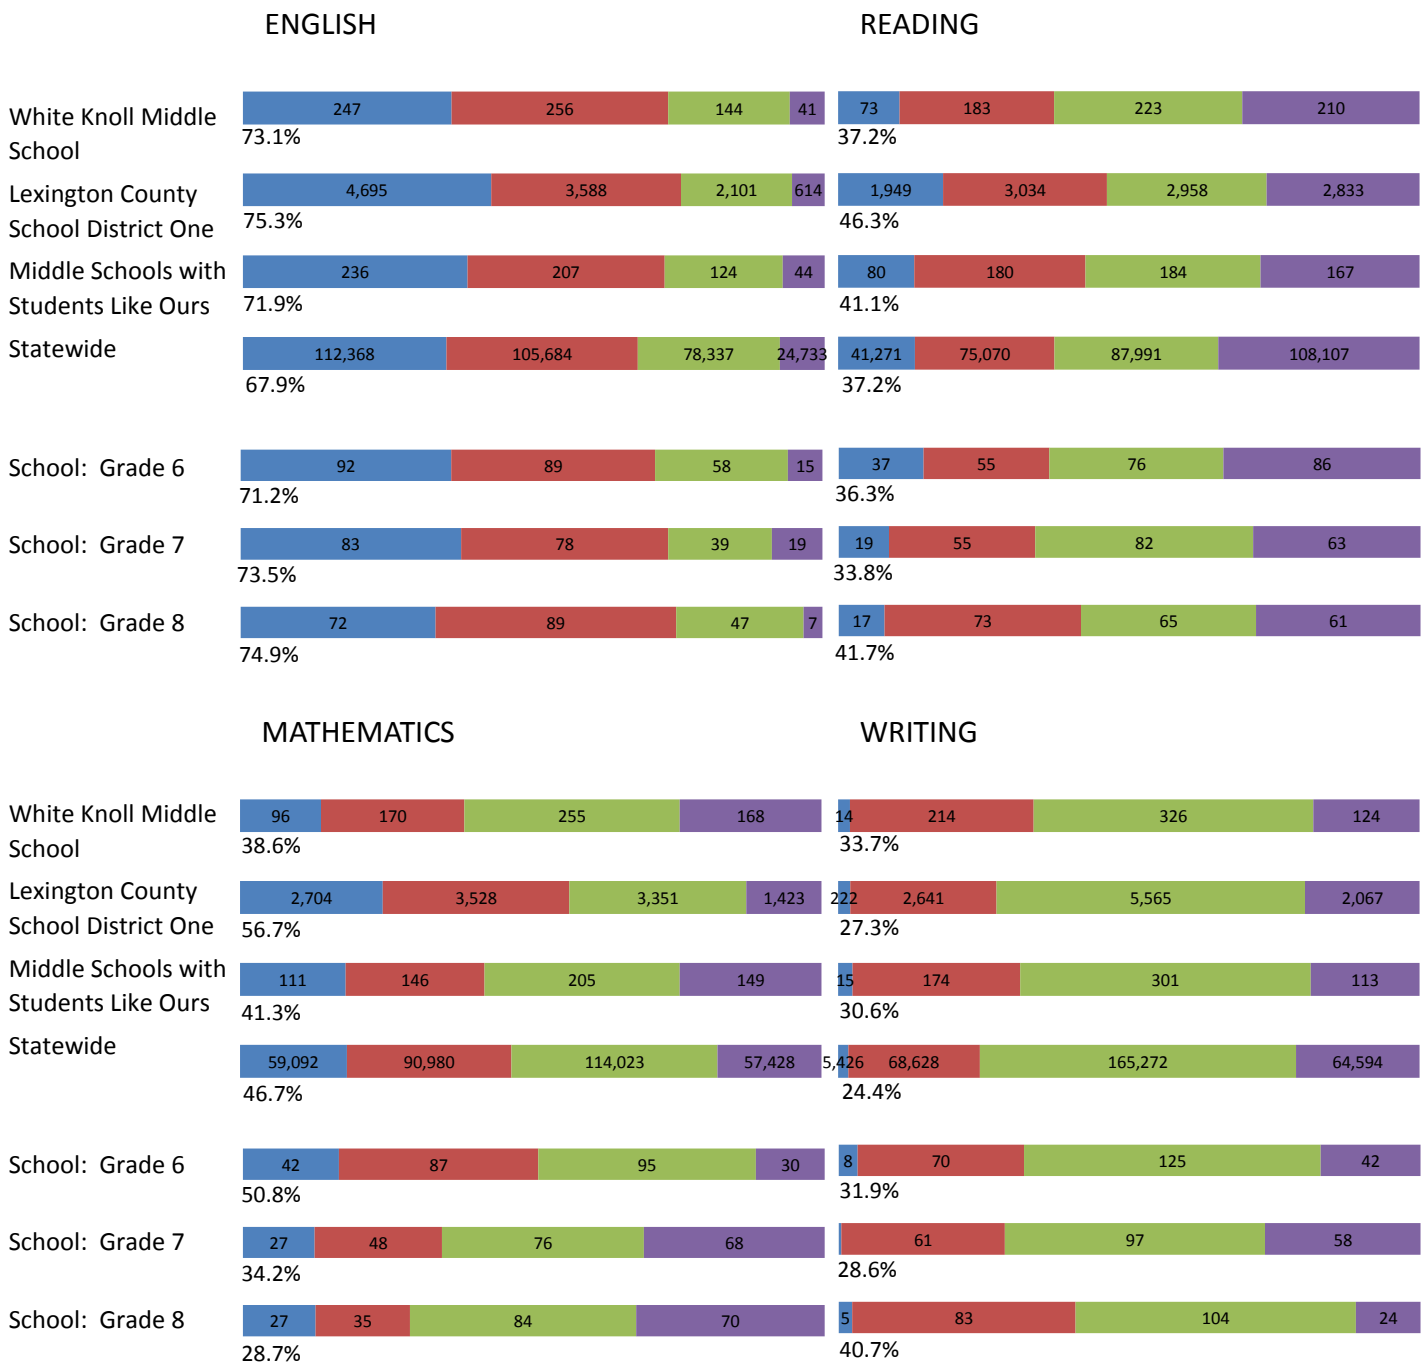 ENGLISH
READING
White Knoll Middle
School
247 256 144 41
73.1%
73 183 223 210
37.2%
Lexington County
School District One
4,695 3,588 2,101 614
75.3%
1,949 3,034 2,958 2,833
46.3%
Middle Schools with
Students Like Ours
236 207 124 44
71.9%
80 180 184 167
41.1%
Statewide
112,368 105,684 78,337 24,733
67.9%
41,271 75,070 87,991 108,107
37.2%
School: Grade 6
92 89 58 15
71.2%
37 55 76 86
36.3%
School: Grade 7
83 78 39 19
73.5%
19 55 82 63
33.8%
School: Grade 8
72 89 47 7
74.9%
17 73 65 61
41.7%
MATHEMATICS
WRITING
White Knoll Middle
School
96 170 255 168
38.6%
14 214 326 124
33.7%
Lexington County
School District One
2,704 3,528 3,351 1,423
56.7%
222 2,641 5,565 2,067
27.3%
Middle Schools with
Students Like Ours
111 146 205 149
41.3%
15 174 301 113
30.6%
Statewide
59,092 90,980 114,023 57,428
46.7%
5,426 68,628 165,272 64,594
24.4%
School: Grade 6
42 87 95 30
50.8%
8 70 125 42
31.9%
School: Grade 7
27 48 76 68
34.2%
61 97 58
28.6%
School: Grade 8
27 35 84 70
28.7%
5 83 104 24
40.7%